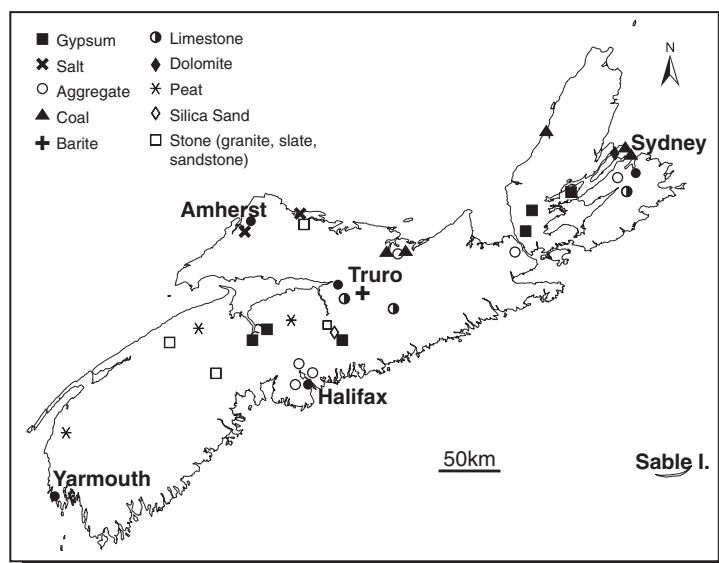 Gypsum
Salt
Aggregate
Coal
Barite
Limestone
Dolomite
Peat
Silica Sand
Stone (granite, slate,
sandstone)
N
Sydney
Amherst
Truro
Halifax
50km
Sable I.
Yarmouth